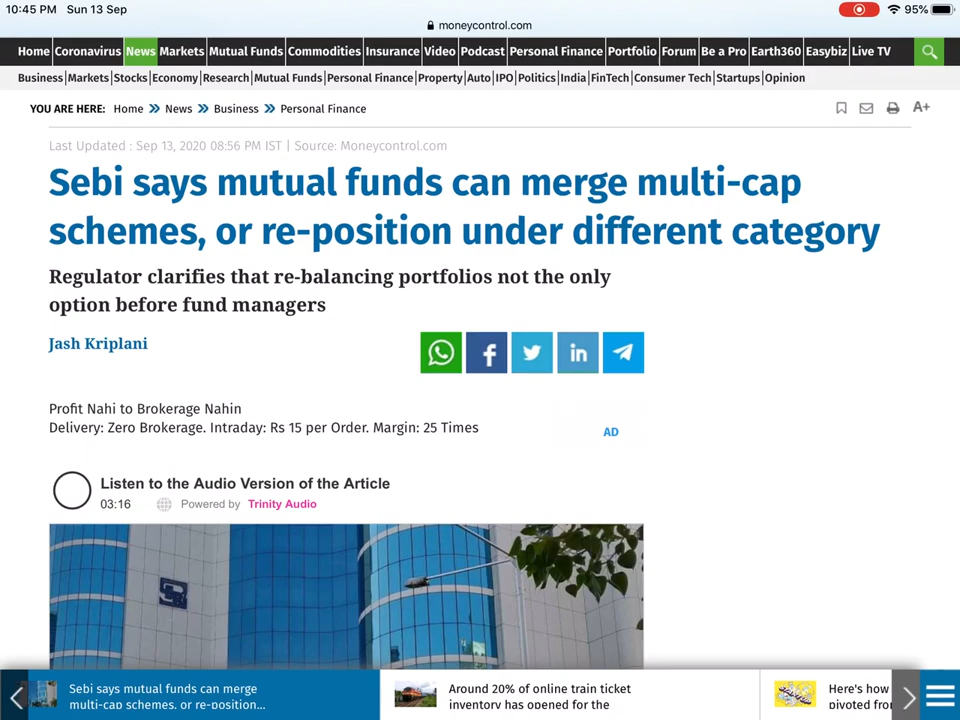 10:45 PM Sun 13 Sep
95%
moneycontrol.com
Home Coronavirus News Markets Mutual Funds Commodities Insurance Video Podcast Personal Finance Portfolio Forum Be a Pro Earth360 Easybiz Live TV
Business Markets Stocks Economy Research Mutual Funds Personal Finance Property Auto IPO Politics India FinTech Consumer Tech Startups Opinion
YOU ARE HERE: Home News Business Personal Finance
A+
Last Updated : Sep 13, 2020 08:56 PM IST | Source: Moneycontrol.com
Sebi says mutual funds can merge multi-cap
schemes, or re-position under different category
Regulator clarifies that re-balancing portfolios not the only
option before fund managers
Jash Kriplani
Profit Nahi to Brokerage Nahin
Delivery: Zero Brokerage. Intraday: Rs 15 per Order. Margin: 25 Times
AD
Listen to the Audio Version of the Article
03:16 Powered by Trinity Audio
Sebi says mutual funds can merge
multi-cap schemes, or re-position...
Around 20% of online train ticket
inventory has opened for the
Here's how
pivoted from